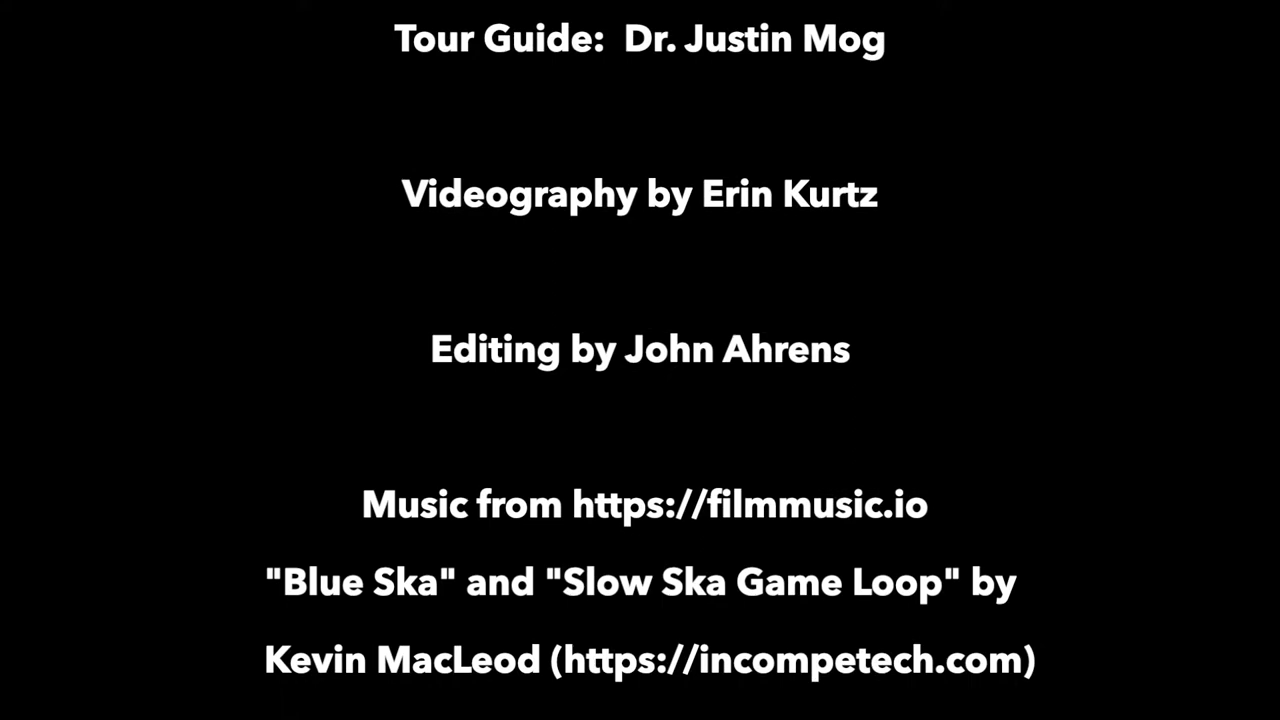 Tour Guide:  Dr. Justin Mog
Videography by Erin Kurtz
Editing by John Ahrens
Music from https://filmmusic.io
"Blue Ska" and "Slow Ska Game Loop" by
Kevin MacLeod (https://incompetech.com)